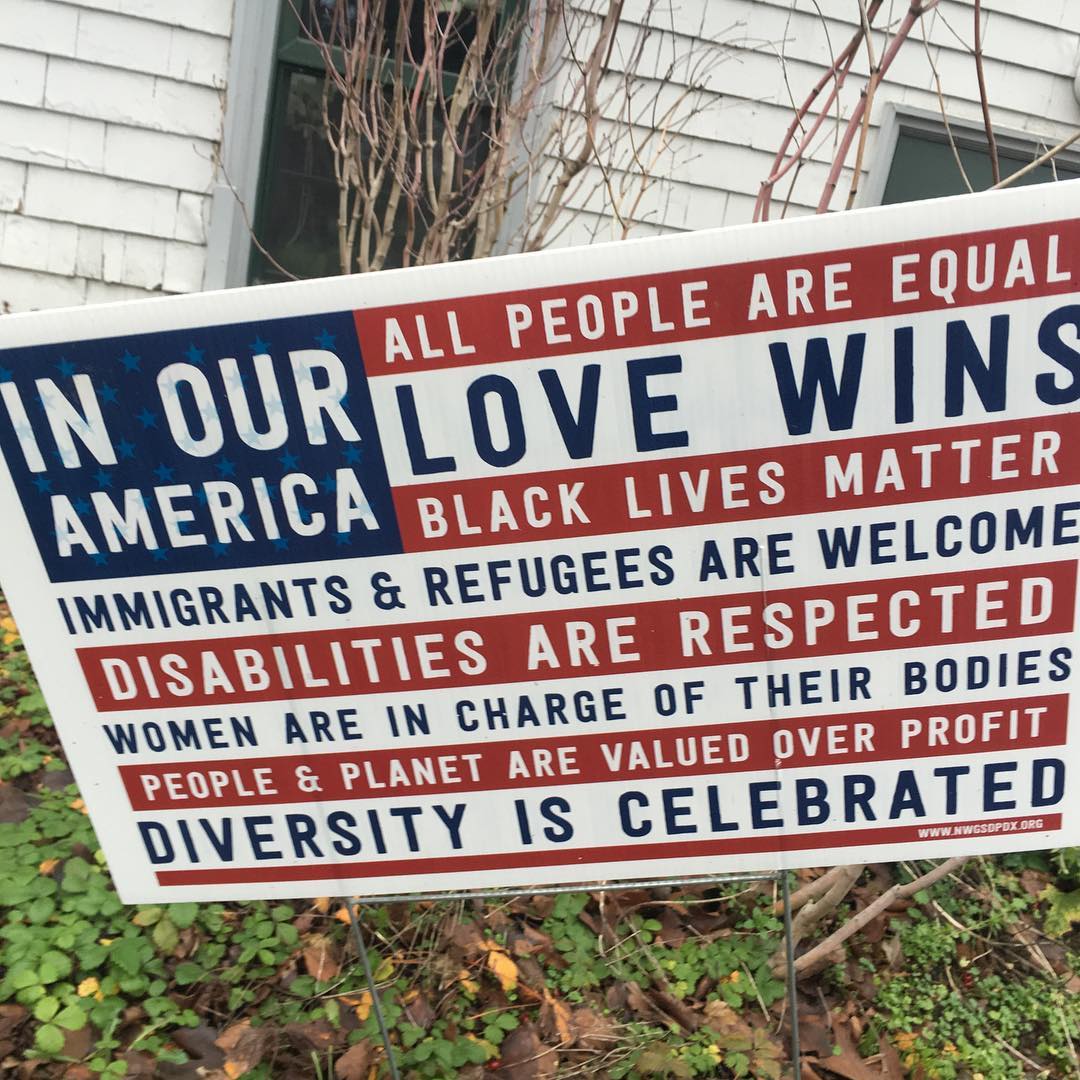 IN OUR
AMERICA
ALL PEOPLE ARE EQUAL
LOVE WINS
BLACK LIVES MATTER
IMMIGRANTS & REFUGEES ARE WELCOME
DISABILITIES ARE RESPECTED
WOMEN ARE IN CHARGE OF THEIR BODIES
PEOPLE & PLANET ARE VALUED OVER PROFIT
DIVERSITY IS CELEBRATED
WWW.NWGSDPDX.ORG